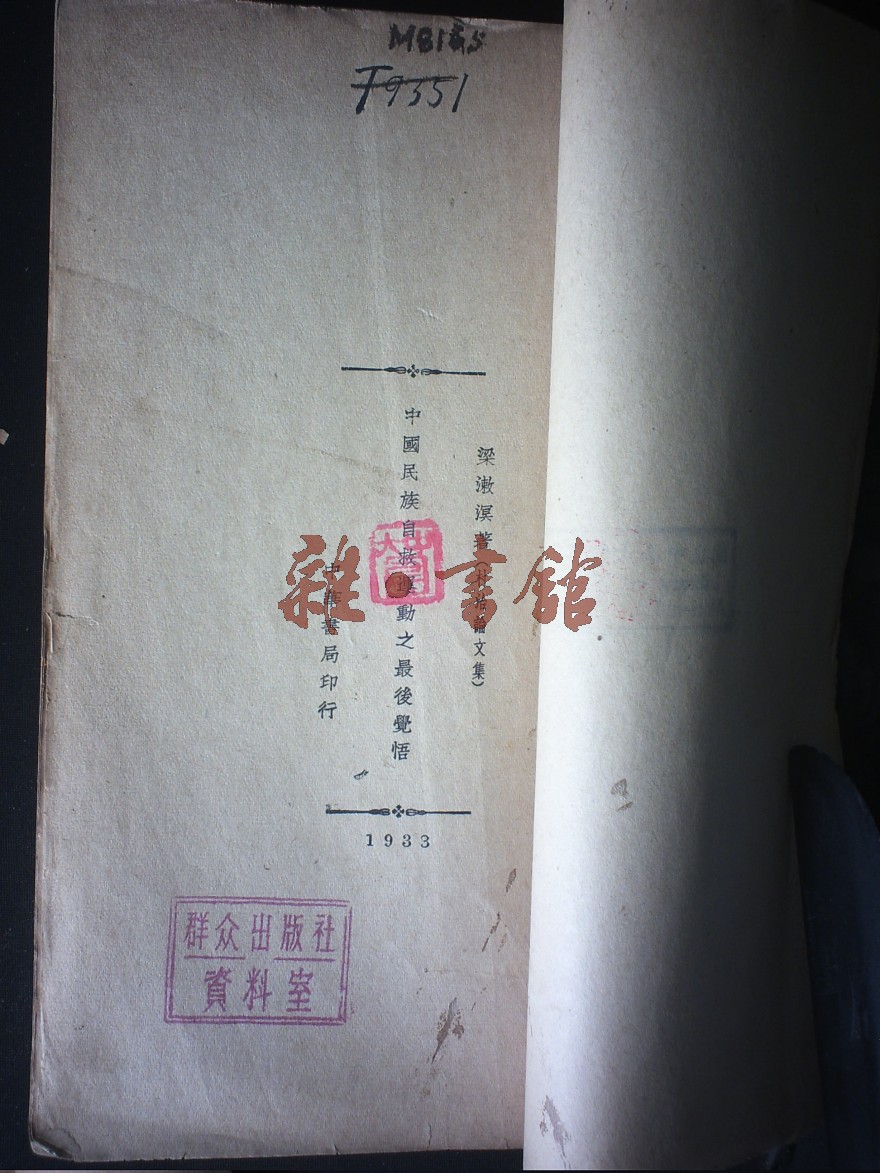 M8185
T9551
梁漱溟著(村治論文集)
中國民族自救運動之最後覺悟
中華書局印行
1933
雜·書館
群众出版社
資料室